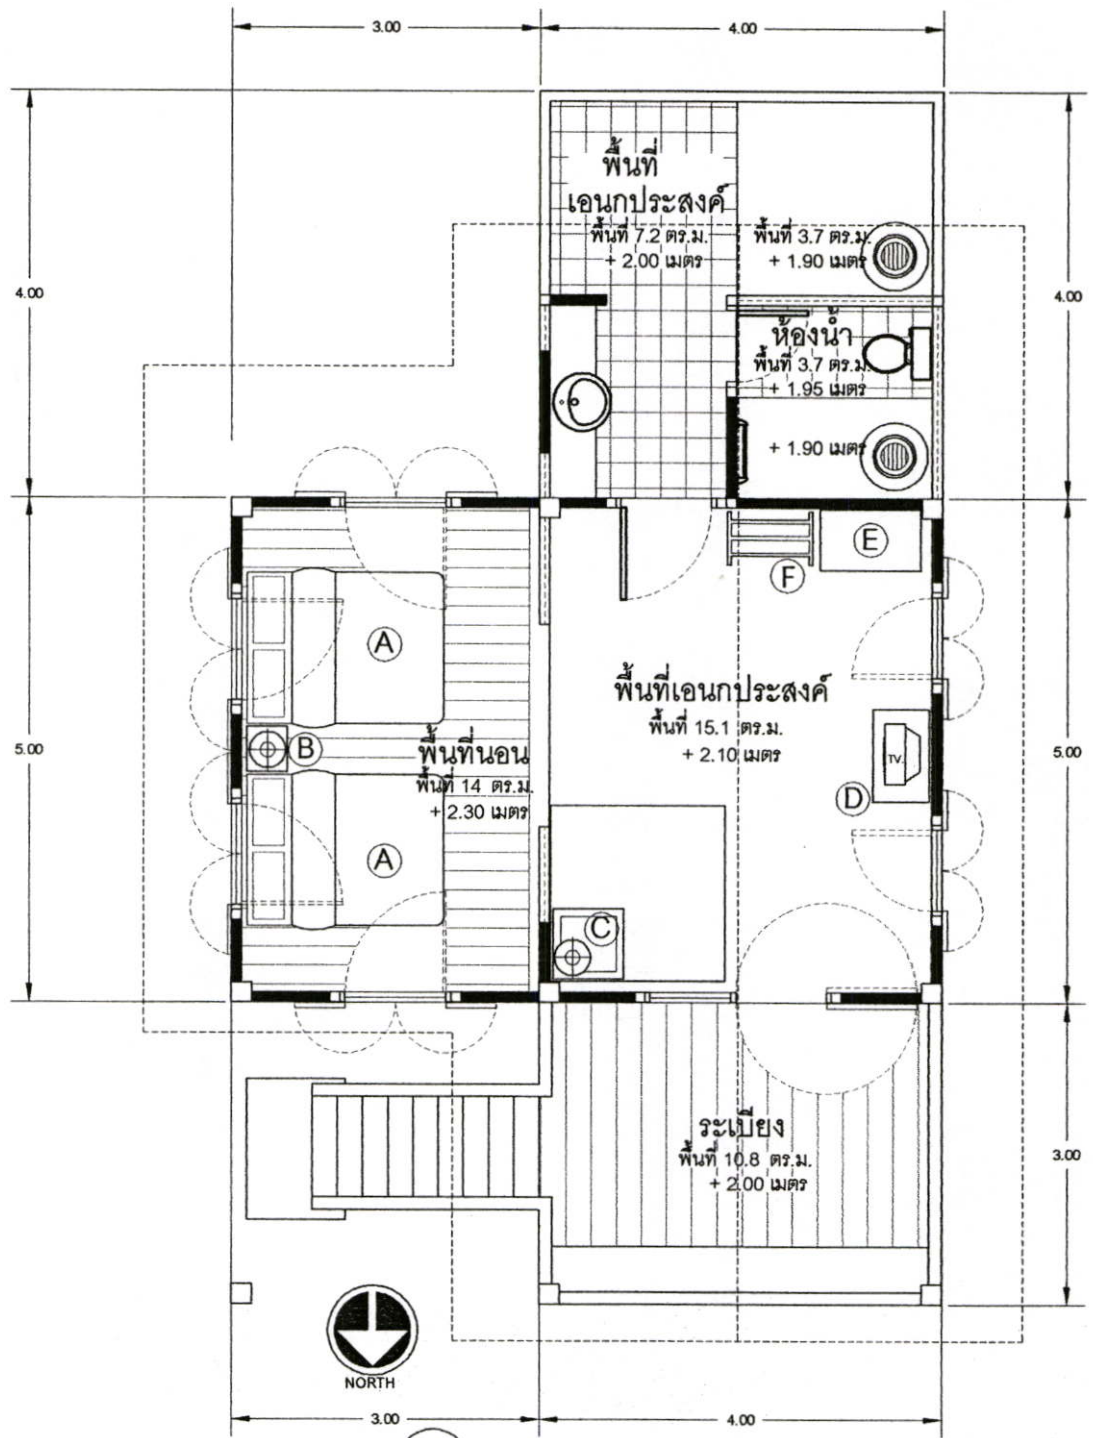 3.00
4.00
พื้นที่
เอนกประสงค์
พื้นที่ 7.2 ตร.ม.
+ 2.00 เมตร
พื้นที่ 3.7 ตร.ม.
+ 1.90 เมตร
4.00
4.00
ห้องน้ำ
พื้นที่ 3.7 ตร.ม.
+ 1.95 เมตร
+ 1.90 เมตร
E
F
A
พื้นที่เอนกประสงค์
พื้นที่ 15.1 ตร.ม.
+ 2.10 เมตร
5.00
B
พื้นที่นอน
พื้นที่ 14 ตร.ม.
+ 2.30 เมตร
TV.
D
5.00
A
C
ระเบียง
พื้นที่ 10.8 ตร.ม.
+ 2.00 เมตร
3.00
NORTH
3.00
4.00